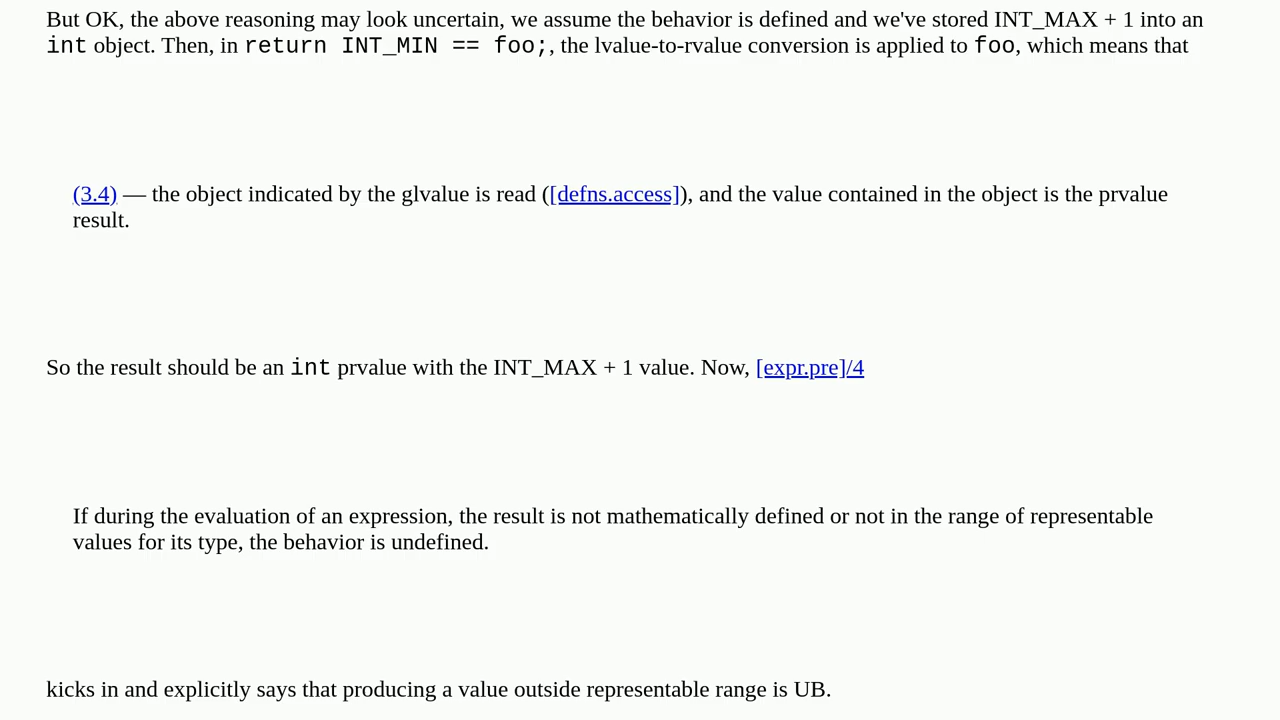 But OK, the above reasoning may look uncertain, we assume the behavior is defined and we've stored INT_MAX + 1 into an
int object. Then, in return INT_MIN == foo;, the lvalue-to-rvalue conversion is applied to foo, which means that
(3.4) — the object indicated by the glvalue is read ([defns.access]), and the value contained in the object is the prvalue
result.
So the result should be an int prvalue with the INT_MAX + 1 value. Now, [expr.pre]/4
If during the evaluation of an expression, the result is not mathematically defined or not in the range of representable
values for its type, the behavior is undefined.
kicks in and explicitly says that producing a value outside representable range is UB.